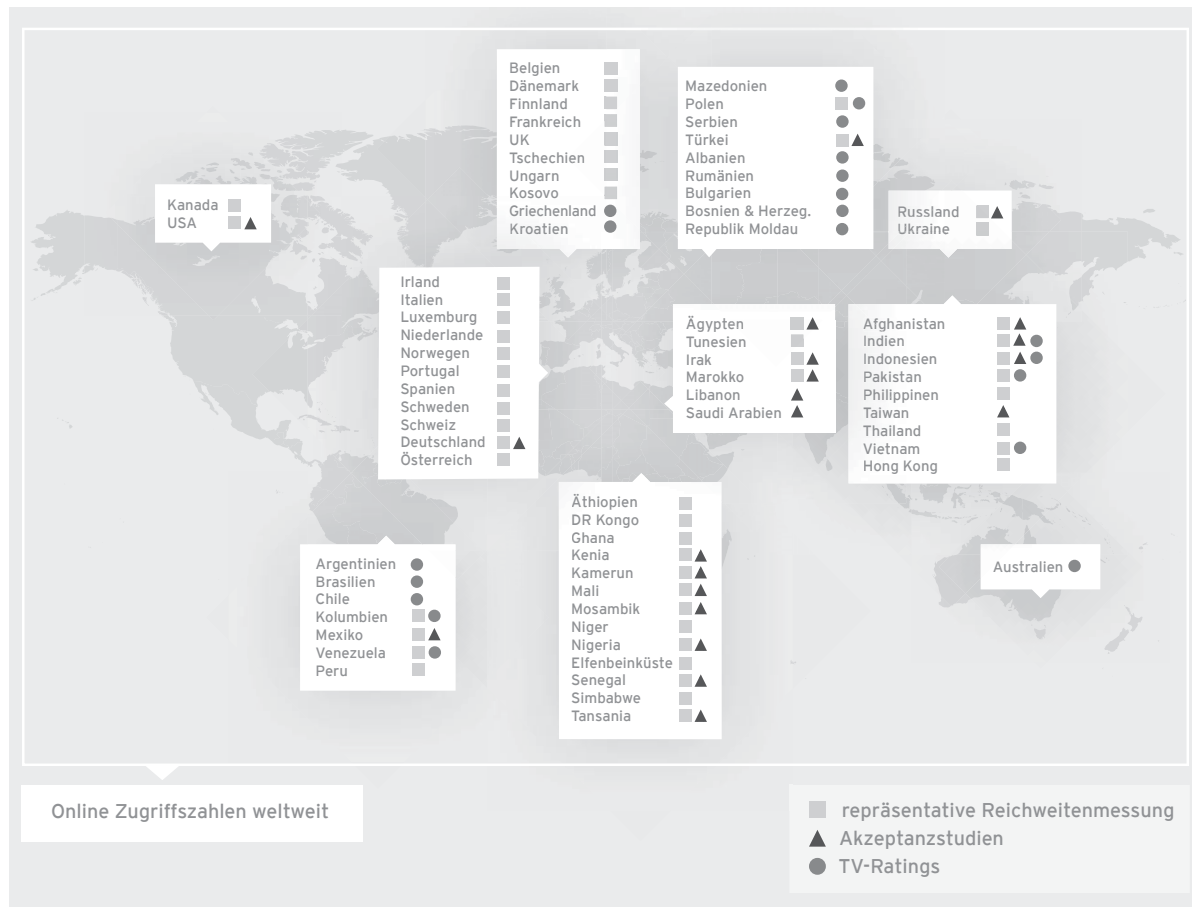 Belgien
Dänemark
Finnland
Frankreich
UK
Tschechien
Ungarn
Kosovo
Griechenland
Kroatien
Mazedonien
Polen
Serbien
Türkei
Albanien
Rumänien
Bulgarien
Bosnien & Herzeg.
Republik Moldau
Kanada
USA
Russland
Ukraine
Irland
Italien
Luxemburg
Niederlande
Norwegen
Portugal
Spanien
Schweden
Schweiz
Deutschland
Österreich
Ägypten
Tunesien
Irak
Marokko
Libanon
Saudi Arabien
Afghanistan
Indien
Indonesien
Pakistan
Philippinen
Taiwan
Thailand
Vietnam
Hong Kong
Argentinien
Brasilien
Chile
Kolumbien
Mexiko
Venezuela
Peru
Äthiopien
DR Kongo
Ghana
Kenia
Kamerun
Mali
Mosambik
Niger
Nigeria
Elfenbeinküste
Senegal
Simbabwe
Tansania
Australien
Online Zugriffszahlen weltweit
repräsentative Reichweitenmessung
Akzeptanzstudien
TV-Ratings